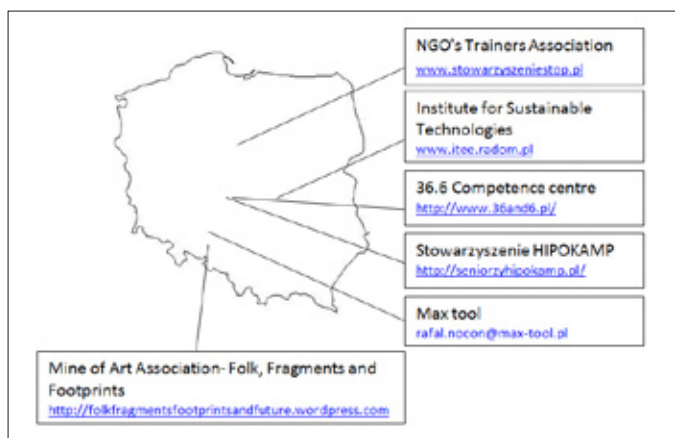 NGO's Trainers Association
www.stowarzyszeniestop.pl
Institute for Sustainable
Technologies
www.itee.radom.pl
36.6 Competence centre
http://www.36and6.pl/
Stowarzyszenie HIPOKAMP
http://seniorzyhipokamp.pl/
Max tool
rafal.nocon@max-tool.pl
Mine of Art Association- Folk, Fragments and
Footprints
http://folkfragmentsfootprintsandfuture.wordpress.com